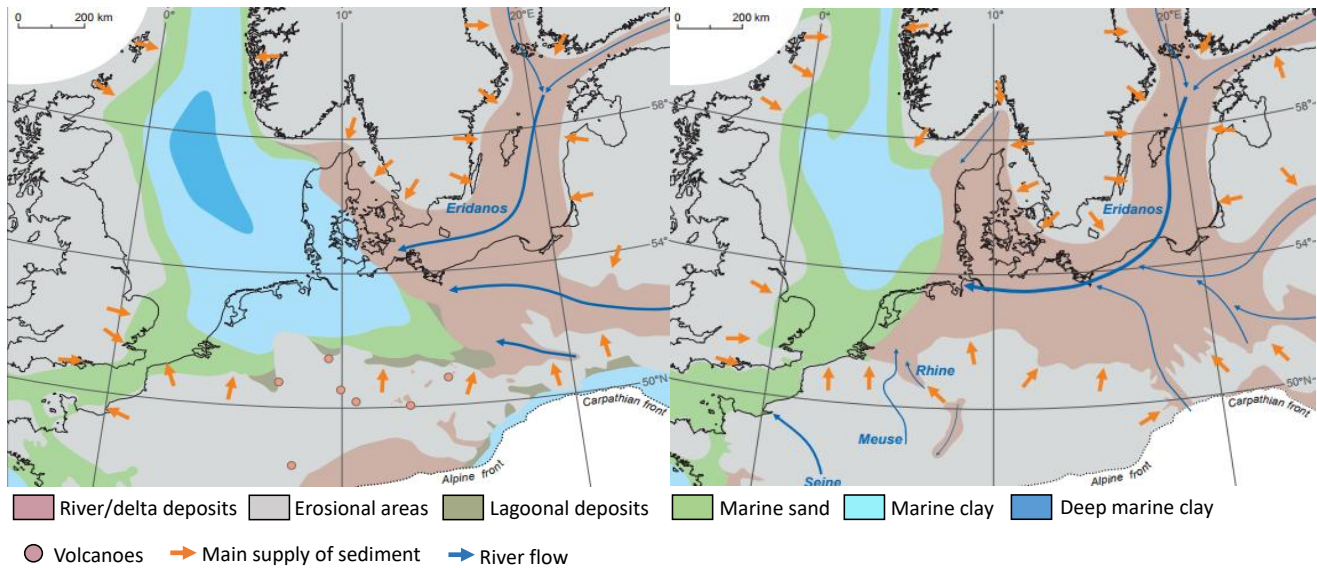 0 200 km
0°
10°
20°E
58°
54°
50°N
Eridanos
Carpathian front
Alpine front
0 200 km
0°
10°
20°E
58°
54°
50°N
Eridanos
Rhine
Meuse
Seine
Carpathian front
Alpine front
River/delta deposits Erosional areas Lagoonal deposits Marine sand Marine clay Deep marine clay
Volcanoes Main supply of sediment River flow